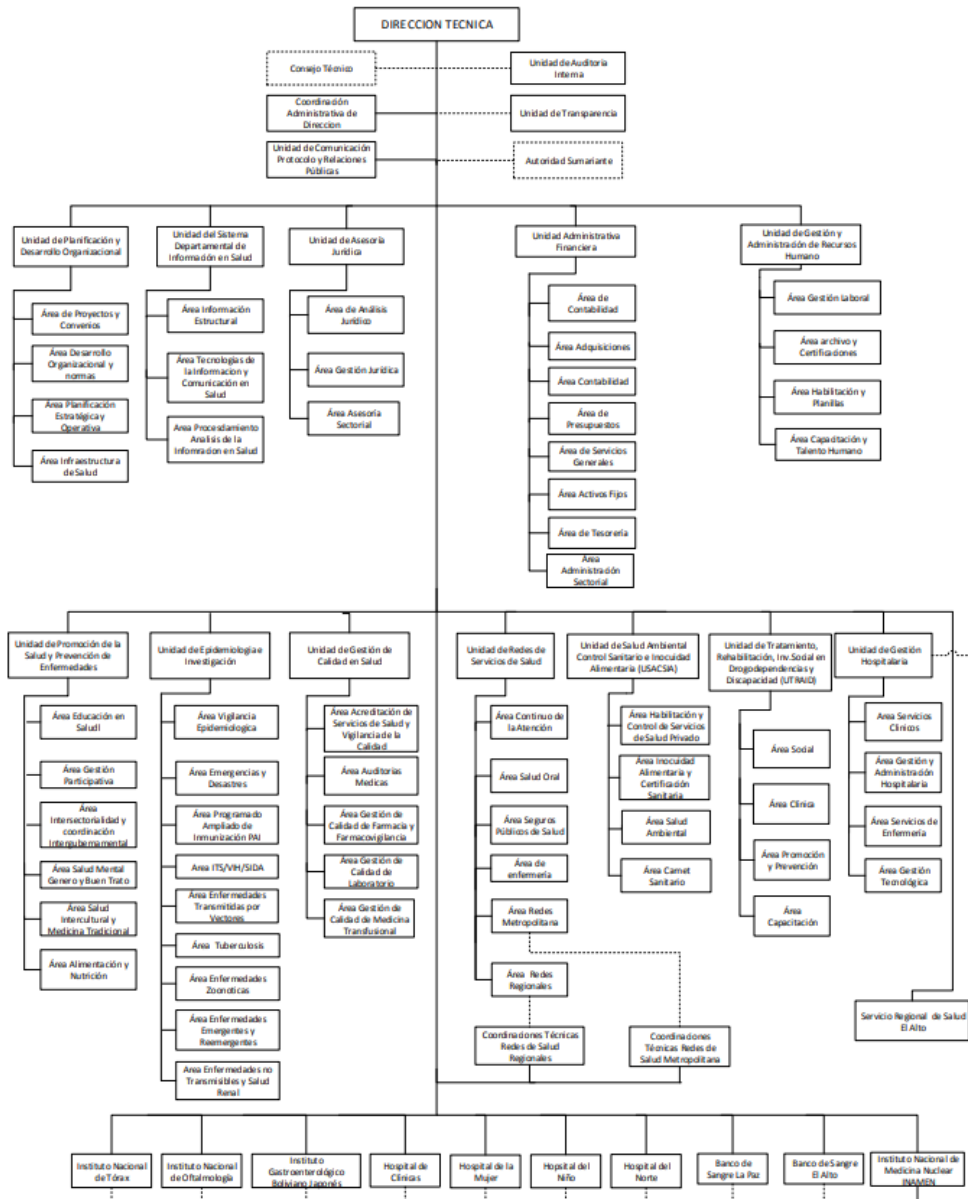 DIRECCION TECNICA
Consejo Técnico
Unidad de Auditoría
Interna
Coordinación
Administrativa de
Direccion
Unidad de Transparencia
Unidad de Comunicación
Protocolo y Relaciones
Públicas
Autoridad Sumariante
Unidad de Planificación y
Desarrollo Organizacional
Unidad del Sistema
Departamental de
Información en Salud
Unidad de Asesoría
Jurídica
Unidad Administrativa
Financiera
Unidad de Gestión y
Administración de Recursos
Humano
Área de Proyectos y
Convenios
Área Desarrollo
Organizacional y
normas
Área Planificación
Estratégica y
Operativa
Área Infraestructura
de Salud
Área Información
Estructural
Área Tecnologías de
la Informacion y
Comunicación en
Salud
Area Procesdamiento
Analisis de la
Infomracion en Salud
Área de Análisis
Jurídico
Área Gestión Jurídica
Área Asesoría
Sectorial
Área de
Contabilidad
Área Adquisiciones
Área Contabilidad
Área de
Presupuestos
Área de Servicios
Generales
Área Activos Fijos
Área de Tesorería
Área
Administración
Sectorial
Área Gestión Laboral
Área archivo y
Certificaciones
Área Habilitación y
Planillas
Área Capacitación y
Talento Humano
Unidad de Promoción de la
Salud y Prevención de
Enfermedades
Unidad de Epidemiologia e
Investigación
Unidad de Gestión de
Calidad en Salud
Unidad de Redes de
Servicios de Salud
Unidad de Salud Ambiental
Control Sanitario e Inocuidad
Alimentaria (USACSIA)
Unidad de Tratamiento,
Rehabilitación, Inv.Social en
Drogodependencias y
Discapacidad (UTRAID)
Unidad de Gestión
Hospitalaria
Área Educación en
Saludl
Área Gestión
Participativa
Área
Intersectorialidad y
coordinación
Intergubernamental
Área Salud Mental
Genero y Buen Trato
Área Salud
Intercultural y
Medicina Tradicional
Área Alimentación y
Nutrición
Área Vigilancia
Epidemiologica
Área Emergencias y
Desastres
Área Programado
Ampliado de
Inmunización PAI
Area ITS/VIH/SIDA
Área Enfermedades
Transmitidas por
Vectores
Área Tuberculosis
Área Enfermedades
Zoonoticas
Área Enfermedades
Emergentes y
Reemergentes
Area Enfermedades no
Transmisibles y Salud
Renal
Área Acreditación de
Servicios de Salud y
Vigilancia de la
Calidad
Área Auditorias
Medicas
Área Gestión de
Calidad de Farmacia y
Farmacovigilancia
Área Gestión de
Calidad de
Laboratorio
Área Gestión de
Calidad de Medicina
Transfusional
Área Continuo de
la Atención
Área Salud Oral
Área Seguros
Públicos de Salud
Área de
enfermería
Área Redes
Metropolitana
Área Redes
Regionales
Coordinaciones Técnicas
Redes de Salud
Regionales
Coordinaciones
Técnicas Redes de
Salud Metropolitana
Área Habilitación y
Control de Servicios
de Salud Privado
Área Inocuidad
Alimentaria y
Certificación
Sanitaria
Área Salud
Ambiental
Área Carnet
Sanitario
Área Social
Área Clínica
Área Promoción y
Prevención
Área
Capacitación
Area Servicios
Clínicos
Área Gestión y
Administración
Hospitalaria
Área Servicios de
Enfermería
Área Gestión
Tecnológica
Servicio Regional de Salud
El Alto
Instituto Nacional
de Tórax
Instituto Nacional
de Oftalmología
Instituto
Gastroenterológico
Boliviano Japonés
Hospital de
Clínicas
Hospital de la
Mujer
Hopsital del
Niño
Hospital del
Norte
Banco de
Sangre La Paz
Banco de Sangre
El Alto
Instituto Nacional de
Medicina Nuclear
INAMEN